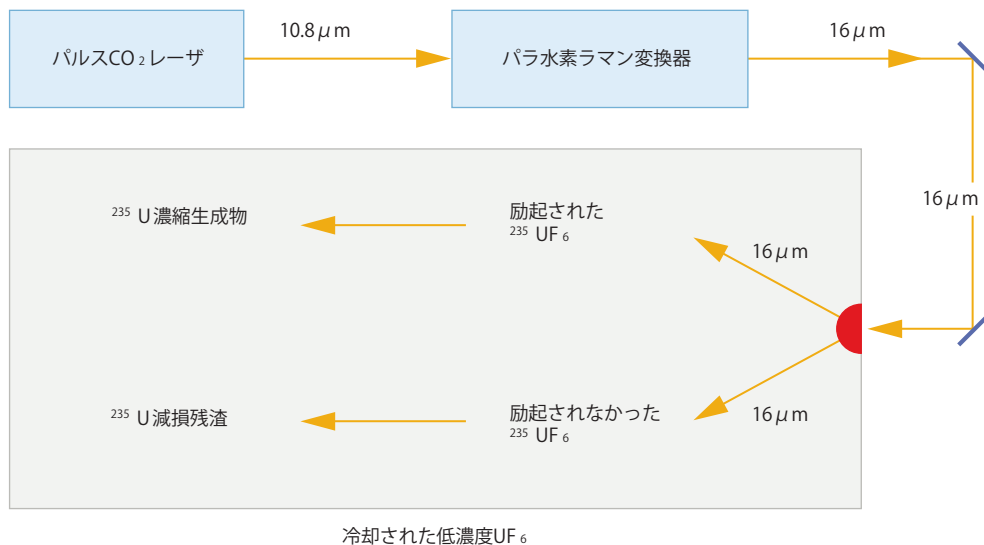 パルスCO₂レーザ
10.8μm
パラ水素ラマン変換器
16μm
16μm
²³⁵U濃縮生成物
励起された
²³⁵UF₆
16μm
²³⁵U減損残渣
励起されなかった
²³⁵UF₆
16μm
冷却された低濃度UF₆